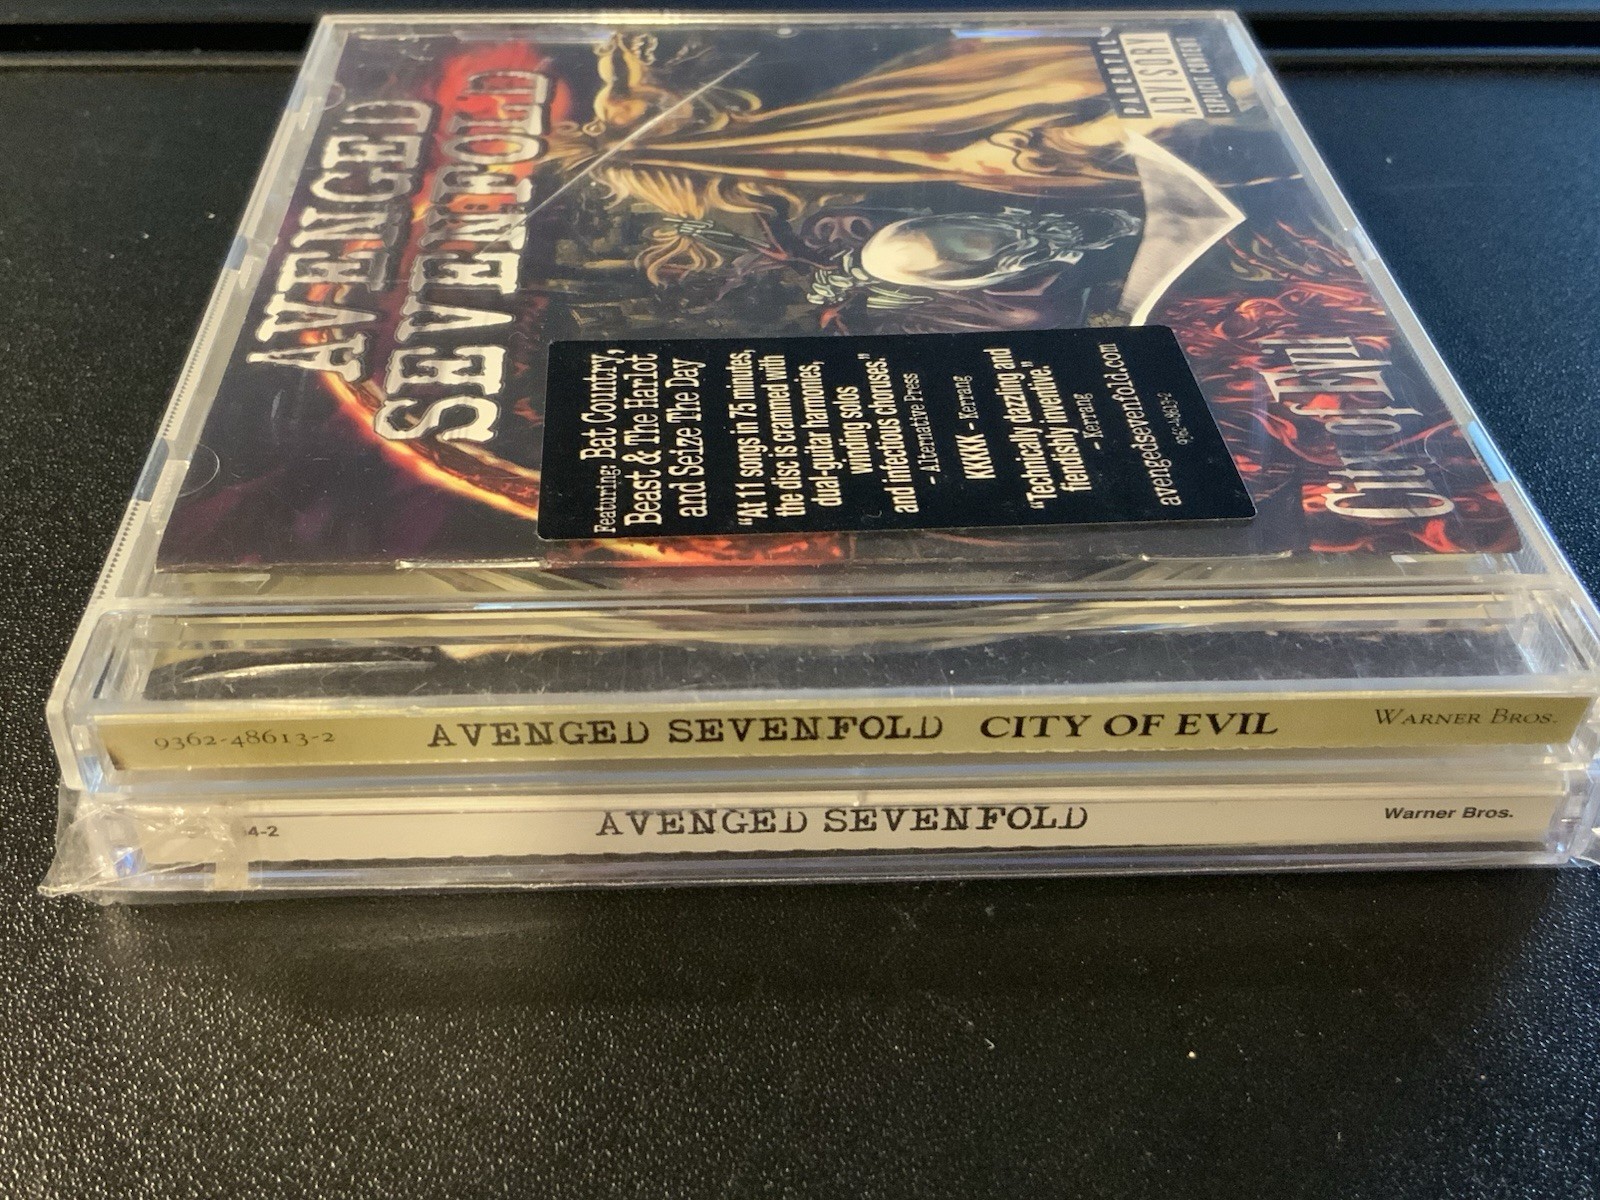 AVENGED
SEVENFOLD
PARENTAL
ADVISORY
EXPLICIT CONTENT
City of Evil
Featuring: Bat Country,
Beast & The Harlot
and Seize The Day
"At 11 songs in 75 minutes,
the disc is crammed with
dual-guitar harmonies,
winding solos
and infectious choruses."
- Alternative Press
KKKKK - Kerrang
"Technically dazzling and
fiendishly inventive."
- Kerrang
avengedsevenfold.com
9362-48613-2
9362-48613-2 AVENGED SEVENFOLD CITY OF EVIL WARNER BROS.
4-2 AVENGED SEVENFOLD Warner Bros.